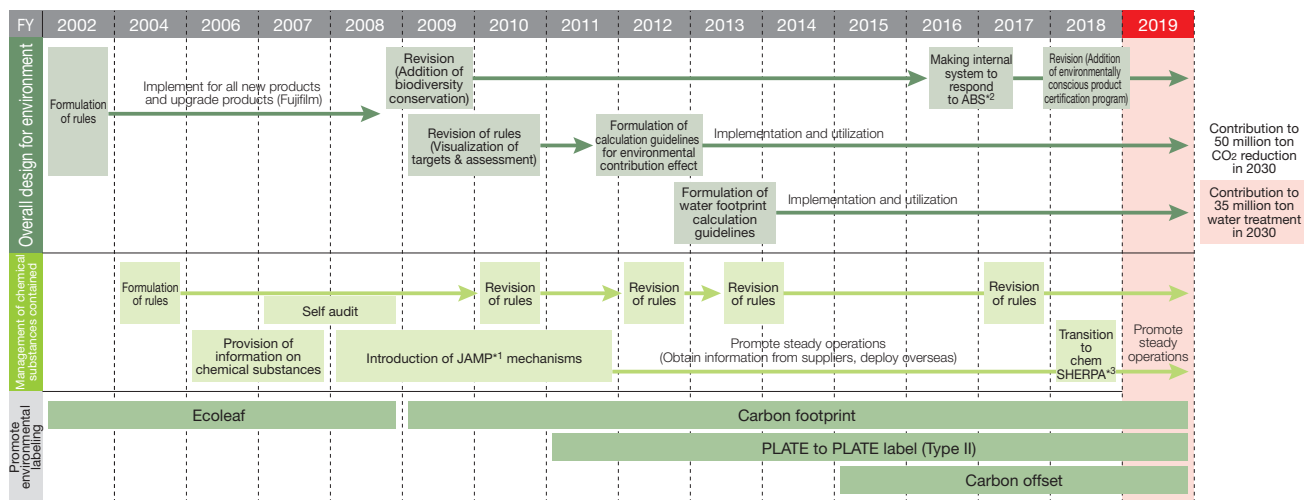 FY 2002 2004 2006 2007 2008 2009 2010 2011 2012 2013 2014 2015 2016 2017 2018 2019
Overall design for environment
Formulation
of rules
Implement for all new products
and upgrade products (Fujifilm)
Revision
(Addition of
biodiversity
conservation)
Making internal
system to
respond
to ABS*2
Revision (Addition
of environmentally
conscious product
certification program)
Revision of rules
(Visualization of
targets & assessment)
Formulation of
calculation guidelines
for environmental
contribution effect
Implementation and utilization
Contribution to
50 million ton
CO2 reduction
in 2030
Formulation of
water footprint
calculation
guidelines
Implementation and utilization
Contribution to
35 million ton
water treatment
in 2030
Management of chemical
substances contained
Formulation
of rules
Self audit
Revision
of rules
Revision
of rules
Revision
of rules
Revision
of rules
Provision of
information on
chemical substances
Introduction of JAMP*1 mechanisms
Promote steady operations
(Obtain information from suppliers, deploy overseas)
Transition
to
chem
SHERPA*3
Promote
steady
operations
Promote
environmental
labeling
Ecoleaf
Carbon footprint
PLATE to PLATE label (Type II)
Carbon offset